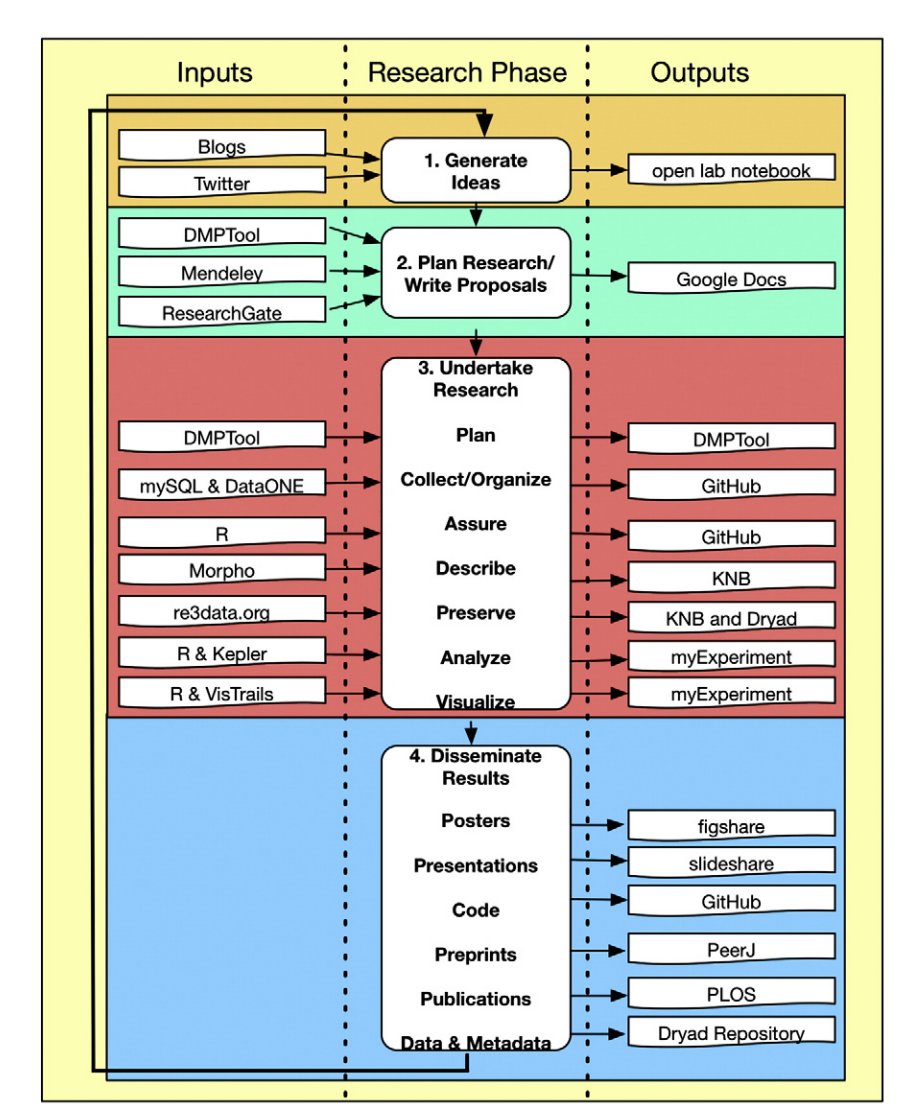 Inputs
Research Phase
Outputs
Blogs
Twitter
1. Generate
Ideas
open lab notebook
DMPTool
Mendeley
ResearchGate
2. Plan Research/
Write Proposals
Google Docs
3. Undertake
Research
DMPTool
Plan
DMPTool
mySQL & DataONE
Collect/Organize
GitHub
R
Assure
GitHub
Morpho
Describe
KNB
re3data.org
Preserve
KNB and Dryad
R & Kepler
Analyze
myExperiment
R & VisTrails
Visualize
myExperiment
4. Disseminate
Results
Posters
figshare
Presentations
slideshare
Code
GitHub
Preprints
PeerJ
Publications
PLOS
Data & Metadata
Dryad Repository